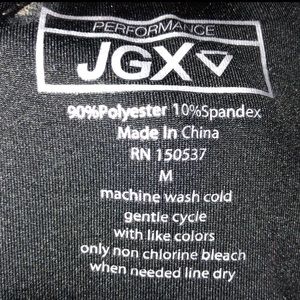 PERFORMANCE
JGX
90%Polyester 10%Spandex
Made In China
RN 150537
M
machine wash cold
gentle cycle
with like colors
only non chlorine bleach
when needed line dry